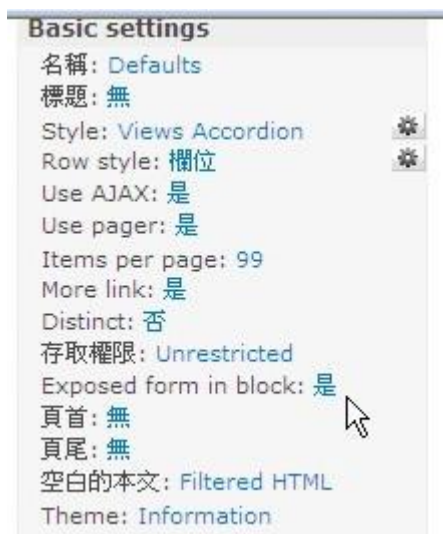 Basic settings
名稱: Defaults
標題: 無
Style: Views Accordion
Row style: 欄位
Use AJAX: 是
Use pager: 是
Items per page: 99
More link: 是
Distinct: 否
存取權限: Unrestricted
Exposed form in block: 是
頁首: 無
頁尾: 無
空白的本文: Filtered HTML
Theme: Information